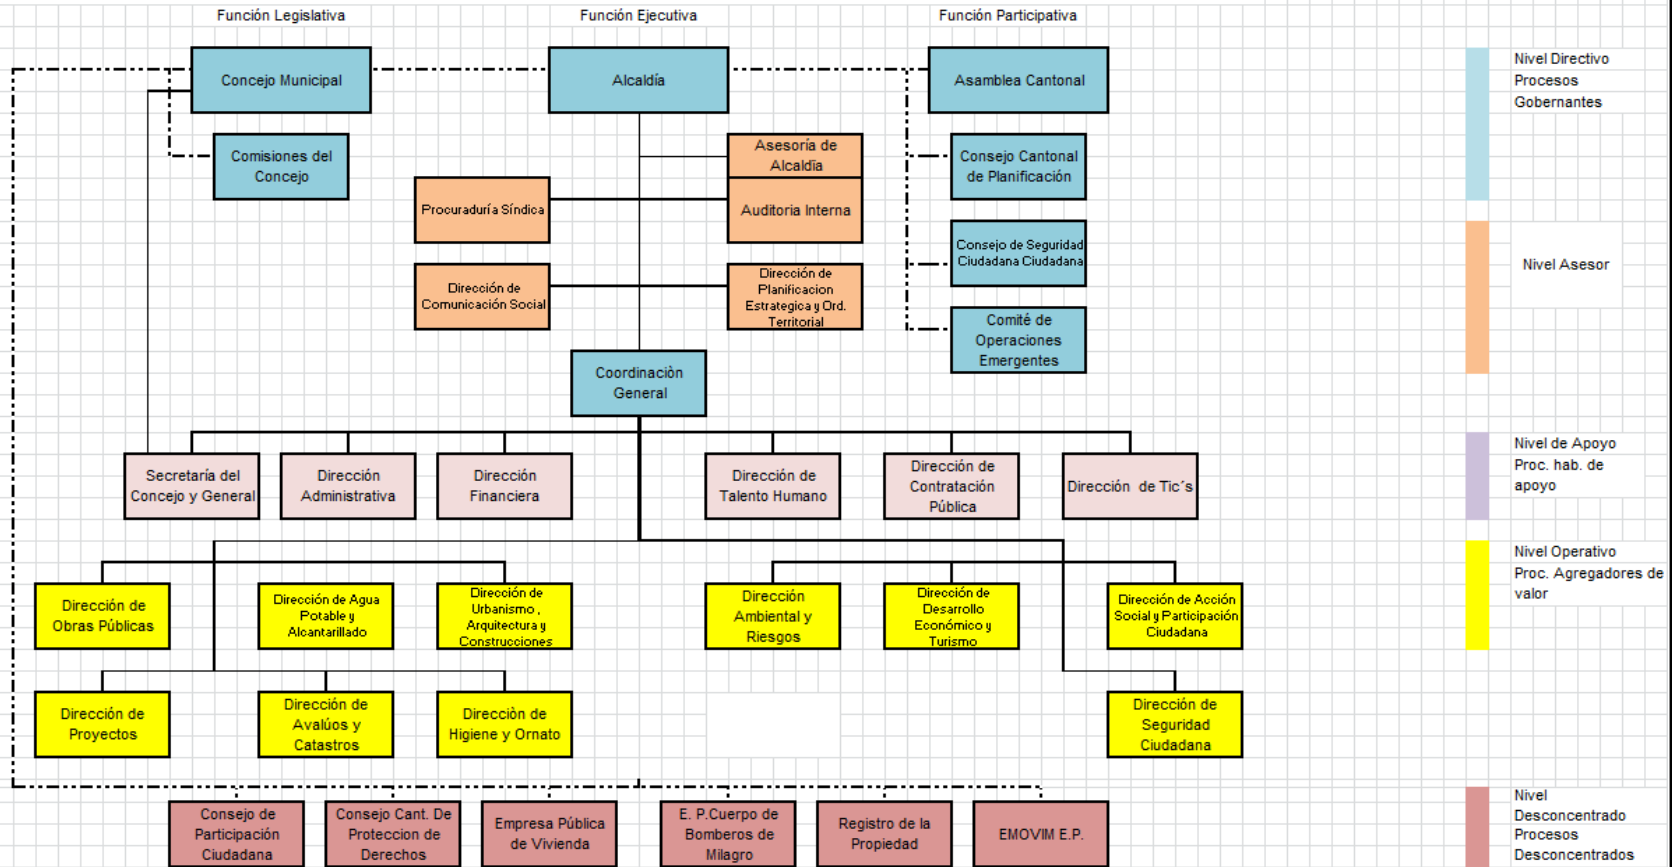 Función Legislativa
Función Ejecutiva
Función Participativa
Concejo Municipal
Alcaldía
Asamblea Cantonal
Nivel Directivo
Procesos
Gobernantes
Comisiones del
Concejo
Asesoría de
Alcaldïa
Consejo Cantonal
de Planificación
Procuraduría Síndica
Auditoria Interna
Consejo de Seguridad
Ciudadana Ciudadana
Nivel Asesor
Dirección de
Comunicación Social
Dirección de
Planificacion
Estrategica y Ord.
Territorial
Comité de
Operaciones
Emergentes
Coordinaciòn
General
Secretaría del
Concejo y General
Dirección
Administrativa
Dirección
Financiera
Dirección de
Talento Humano
Dirección de
Contratación
Pública
Dirección  de Tic´s
Nivel de Apoyo
Proc. hab. de
apoyo
Dirección de
Obras Públicas
Dirección de Agua
Potable y
Alcantarillado
Dirección de
Urbanismo ,
Arquitectura y
Construcciones
Dirección
Ambiental y
Riesgos
Dirección de
Desarrollo
Económico y
Turismo
Dirección de Acción
Social y Participación
Ciudadana
Nivel Operativo
Proc. Agregadores de
valor
Dirección de
Proyectos
Dirección de
Avalúos y
Catastros
Direcciòn de
Higiene y Ornato
Dirección de
Seguridad
Ciudadana
Consejo de
Participación
Ciudadana
Consejo Cant. De
Proteccion de
Derechos
Empresa Pública
de Vivienda
E. P.Cuerpo de
Bomberos de
Milagro
Registro de la
Propiedad
EMOVIM E.P.
Nivel
Desconcentrado
Procesos
Desconcentrados